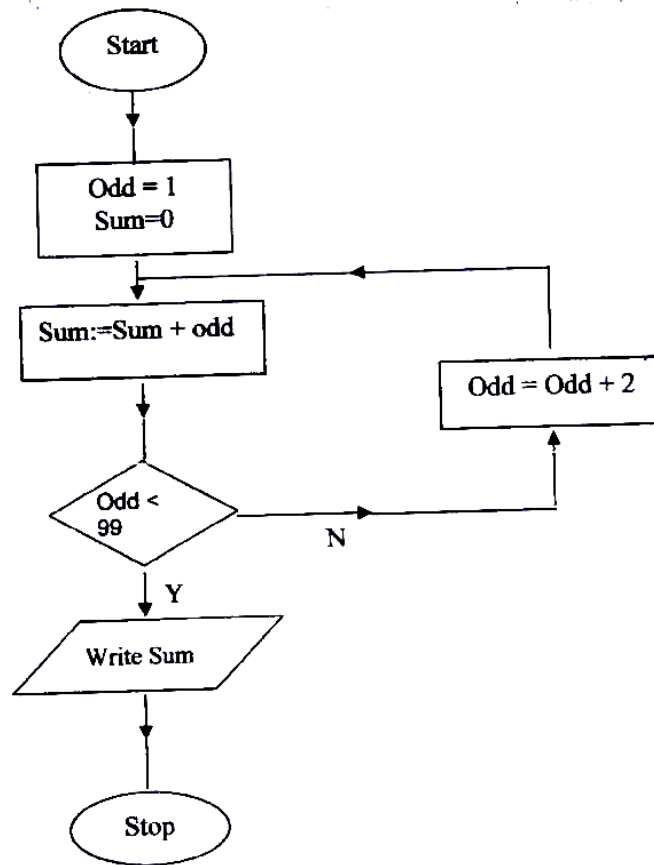 Start
Odd = 1
Sum=0
Sum:=Sum + odd
Odd = Odd + 2
Odd <
99
N
Y
Write Sum
Stop